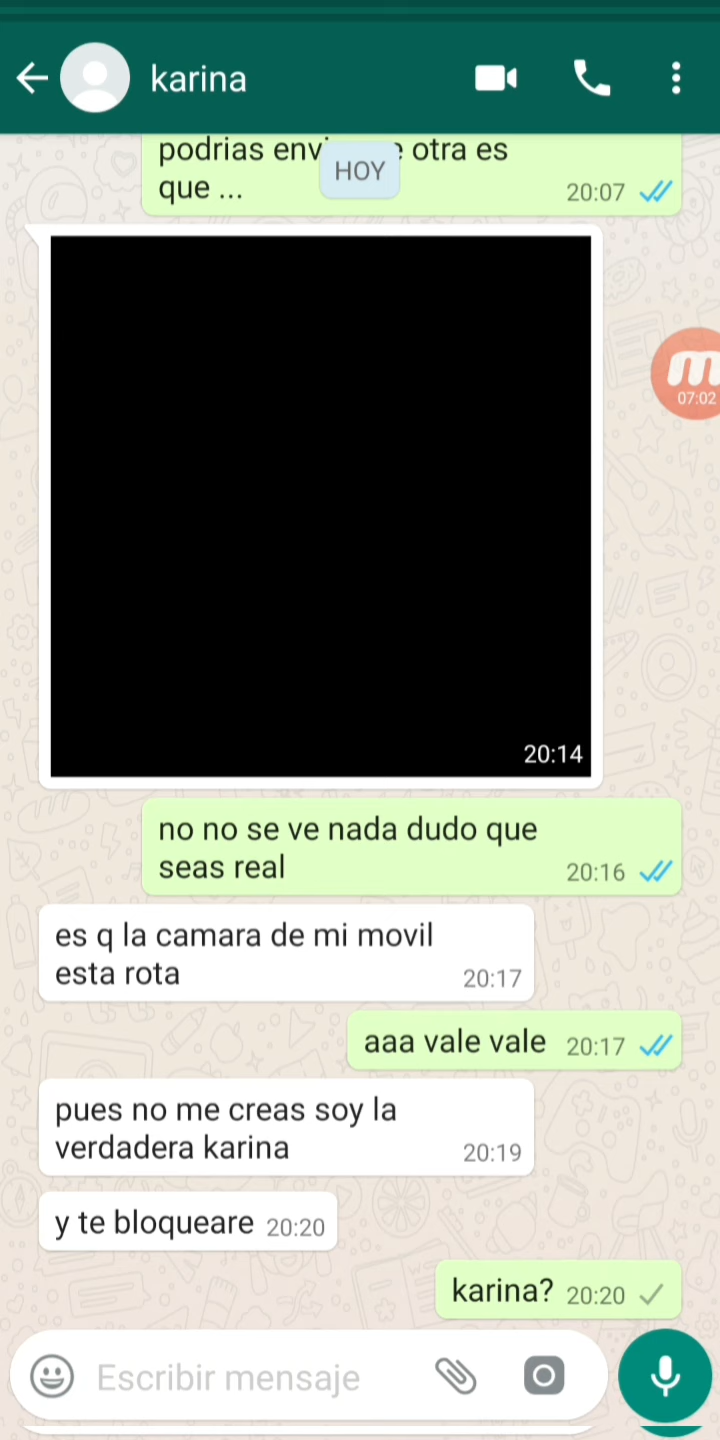 karina
podrias env otra es
HOY
que ...
20:07
20:14
no no se ve nada dudo que
seas real
20:16
es q la camara de mi movil
esta rota
20:17
aaa vale vale 20:17
pues no me creas soy la
verdadera karina
20:19
y te bloqueare 20:20
karina? 20:20
Escribir mensaje
m
07:02